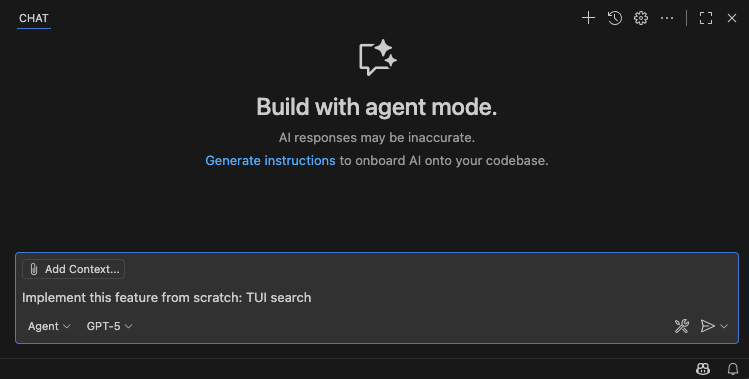 CHAT
Build with agent mode.
AI responses may be inaccurate.
Generate instructions to onboard AI onto your codebase.
Add Context...
Implement this feature from scratch: TUI search
Agent GPT-5